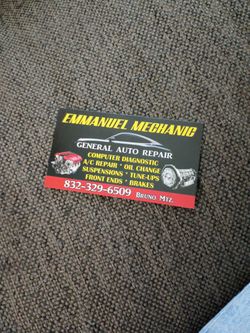 EMMANUEL MECHANIC
GENERAL AUTO REPAIR
COMPUTER DIAGNOSTIC
A/C REPAIR * OIL CHANGE
SUSPENSIONS * TUNE-UPS
FRONT ENDS * BRAKES
832-329-6509 BRUNO MTZ.